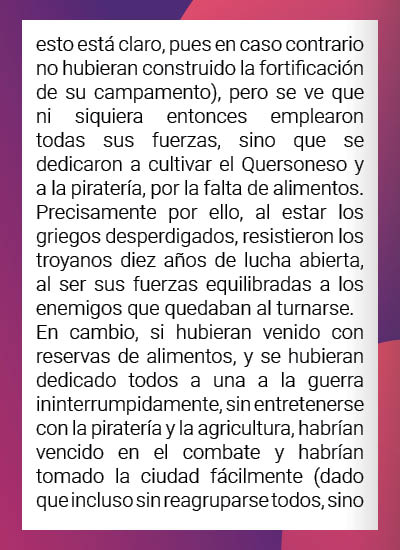 esto está claro, pues en caso contrario
no hubieran construido la fortificación
de su campamento), pero se ve que
ni siquiera entonces emplearon
todas sus fuerzas, sino que se
dedicaron a cultivar el Quersoneso y
a la piratería, por la falta de alimentos.
Precisamente por ello, al estar los
griegos desperdigados, resistieron los
troyanos diez años de lucha abierta,
al ser sus fuerzas equilibradas a los
enemigos que quedaban al turnarse.
En cambio, si hubieran venido con
reservas de alimentos, y se hubieran
dedicado todos a una a la guerra
ininterrumpidamente, sin entretenerse
con la piratería y la agricultura, habrían
vencido en el combate y habrían
tomado la ciudad fácilmente (dado
que incluso sin reagruparse todos, sino